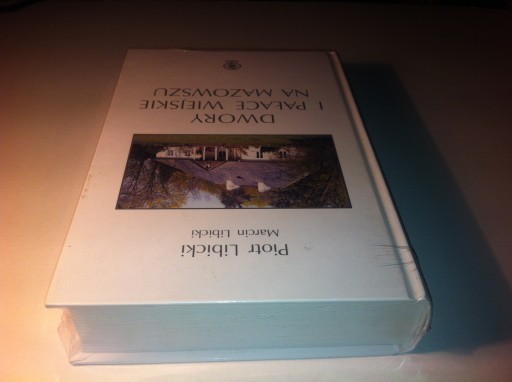 Piotr Libicki
Marcin Libicki
DWORY
I PAŁACE WIEJSKIE
NA MAZOWSZU